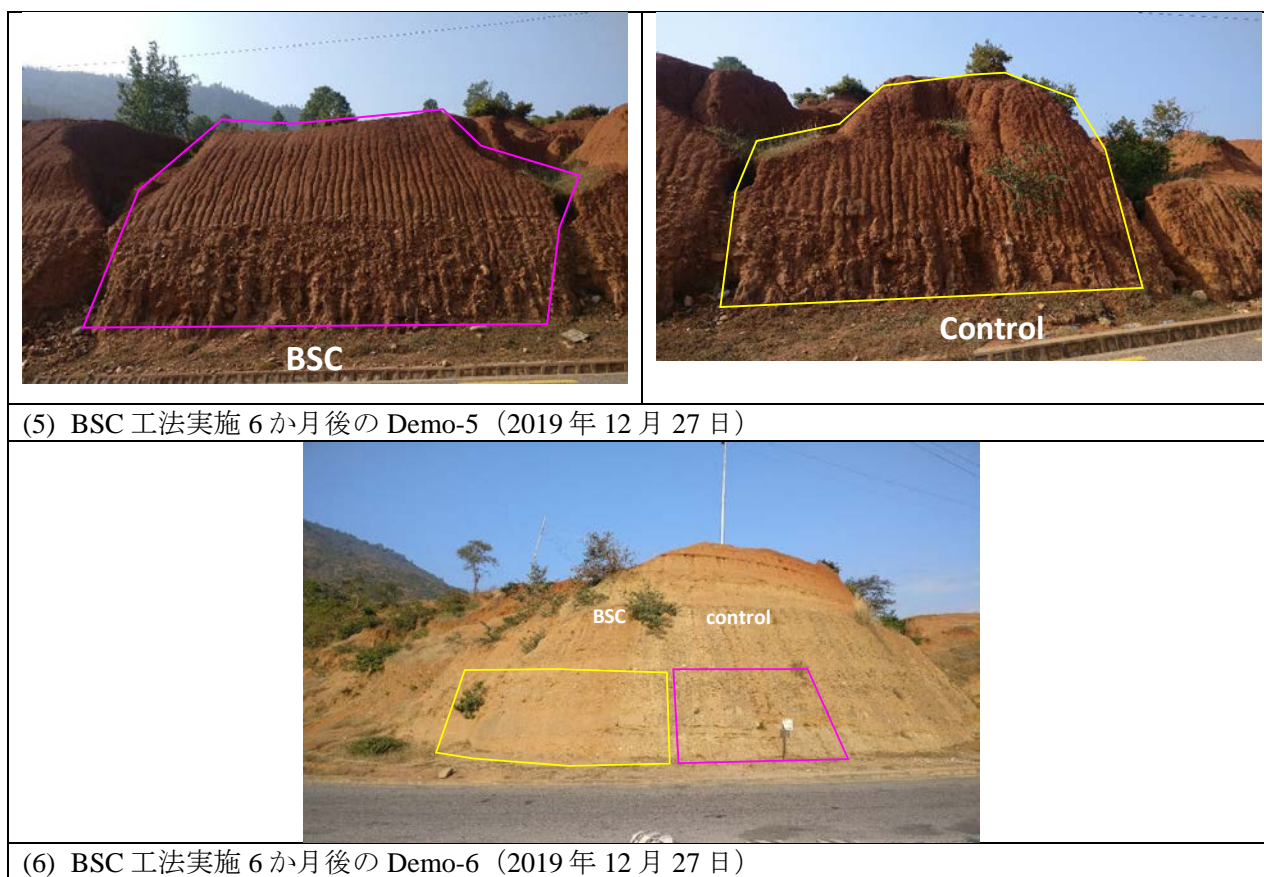 BSC
Control
(5) BSC 工法実施 6 か月後の Demo-5（2019 年 12 月 27 日）
BSC control
(6) BSC 工法実施 6 か月後の Demo-6（2019 年 12 月 27 日）